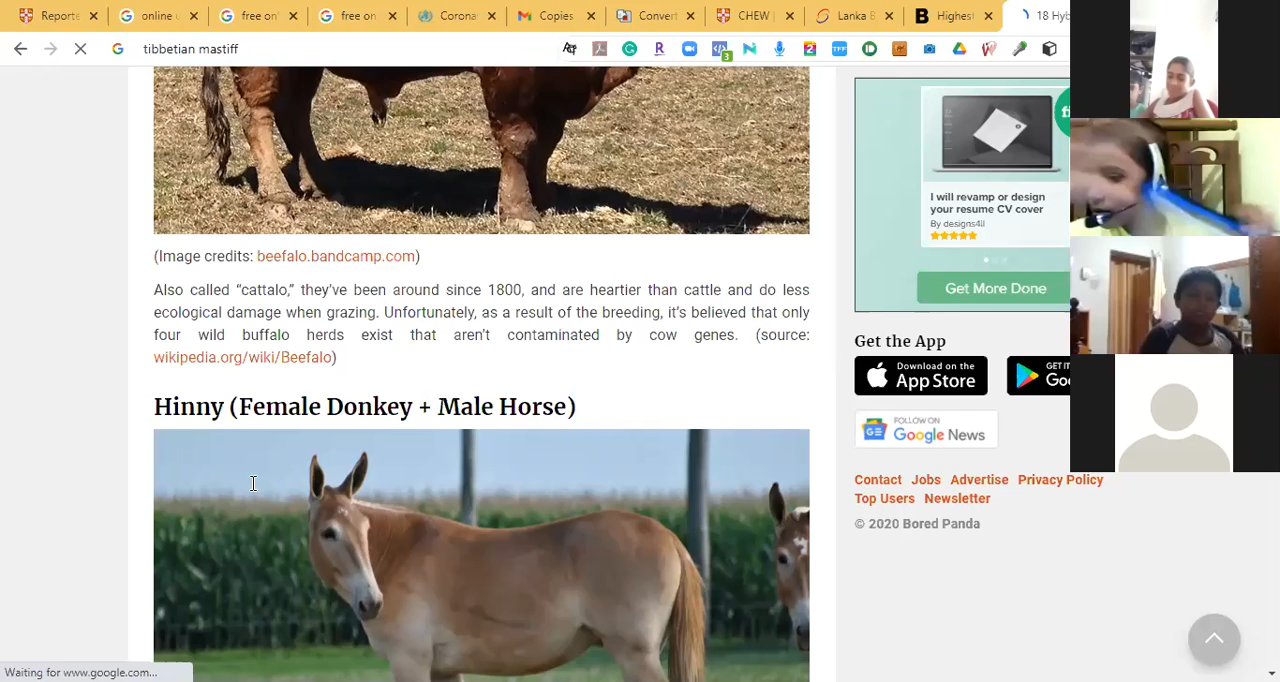 Reporte
online u
free on
free on
Corona
Copies
Convert
CHEW |
Lanka B
Highest
18 Hyb
tibbetian mastiff
(Image credits: beefalo.bandcamp.com)
Also called “cattalo,” they’ve been around since 1800, and are heartier than cattle and do less
ecological damage when grazing. Unfortunately, as a result of the breeding, it’s believed that only
four wild buffalo herds exist that aren’t contaminated by cow genes. (source:
wikipedia.org/wiki/Beefalo)
Hinny (Female Donkey + Male Horse)
I will revamp or design
your resume CV cover
By designs4ll
Get More Done
Get the App
Download on the
App Store
GET IT
Goo
FOLLOW ON
Google News
Contact Jobs Advertise Privacy Policy
Top Users Newsletter
© 2020 Bored Panda
Waiting for www.google.com...